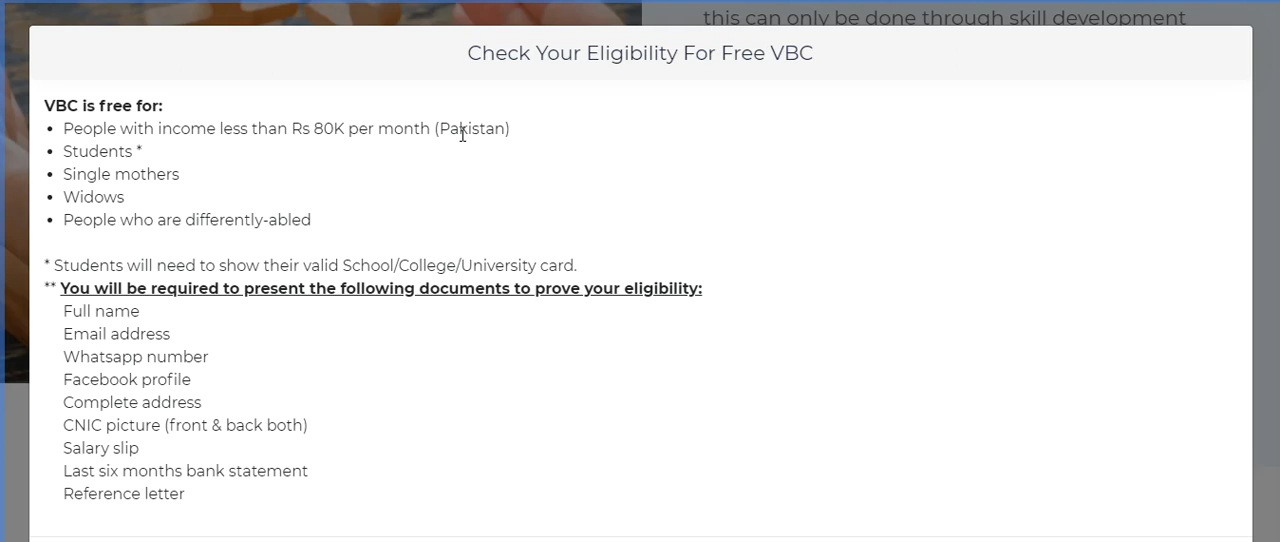 this can only be done through skill development
Check Your Eligibility For Free VBC
VBC is free for:
• People with income less than Rs 80K per month (Pakistan)
• Students *
• Single mothers
• Widows
• People who are differently-abled
* Students will need to show their valid School/College/University card.
** You will be required to present the following documents to prove your eligibility:
Full name
Email address
Whatsapp number
Facebook profile
Complete address
CNIC picture (front & back both)
Salary slip
Last six months bank statement
Reference letter